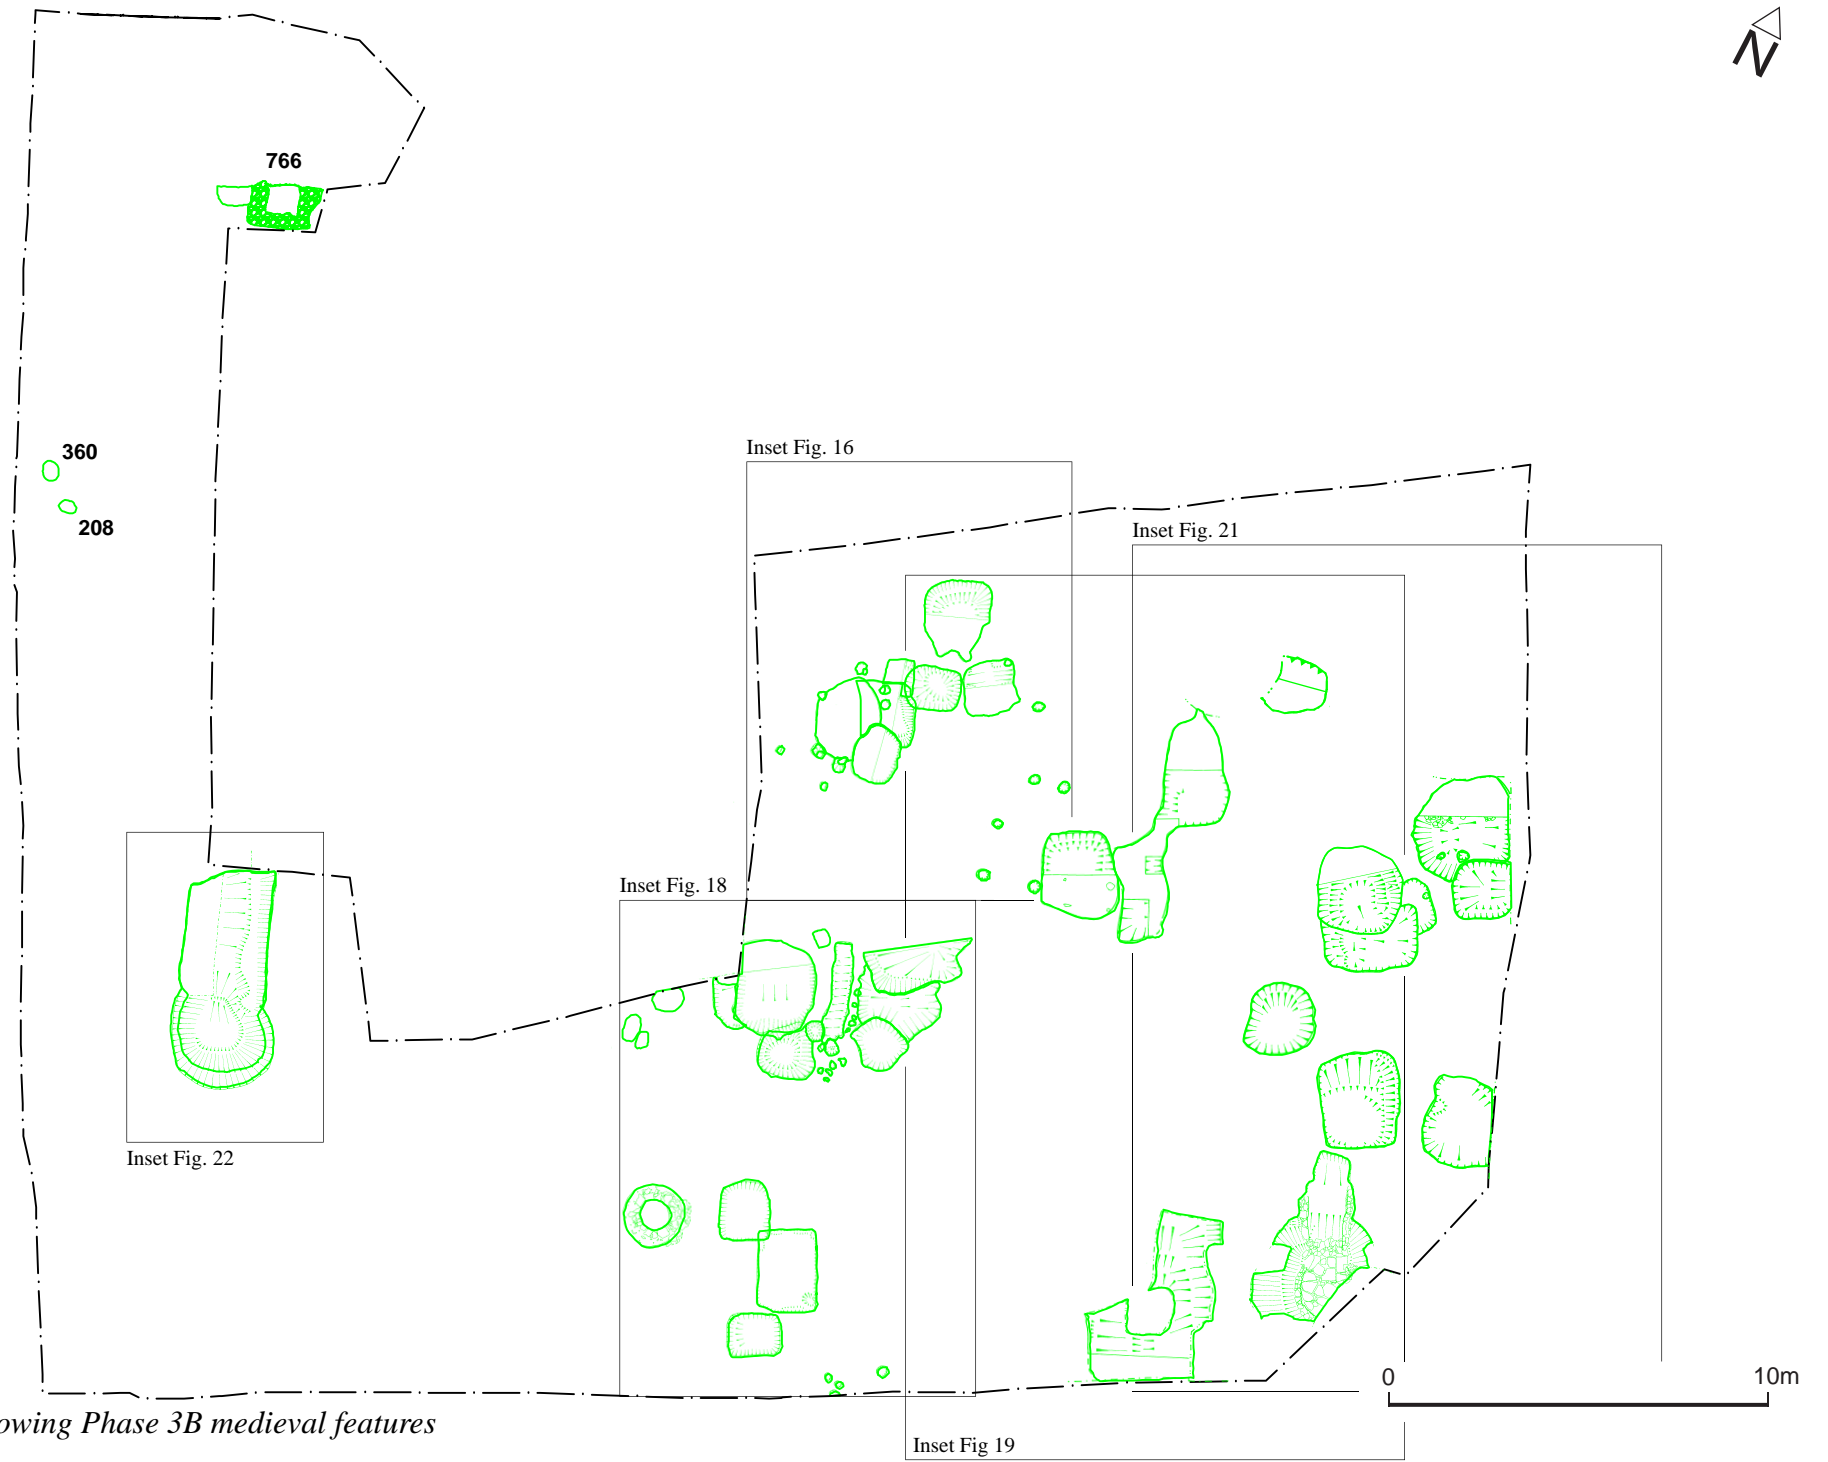 N
766
360
208
Inset Fig. 16
Inset Fig. 21
Inset Fig. 18
Inset Fig. 22
0 10m
Phase 3B medieval features
Inset Fig 19